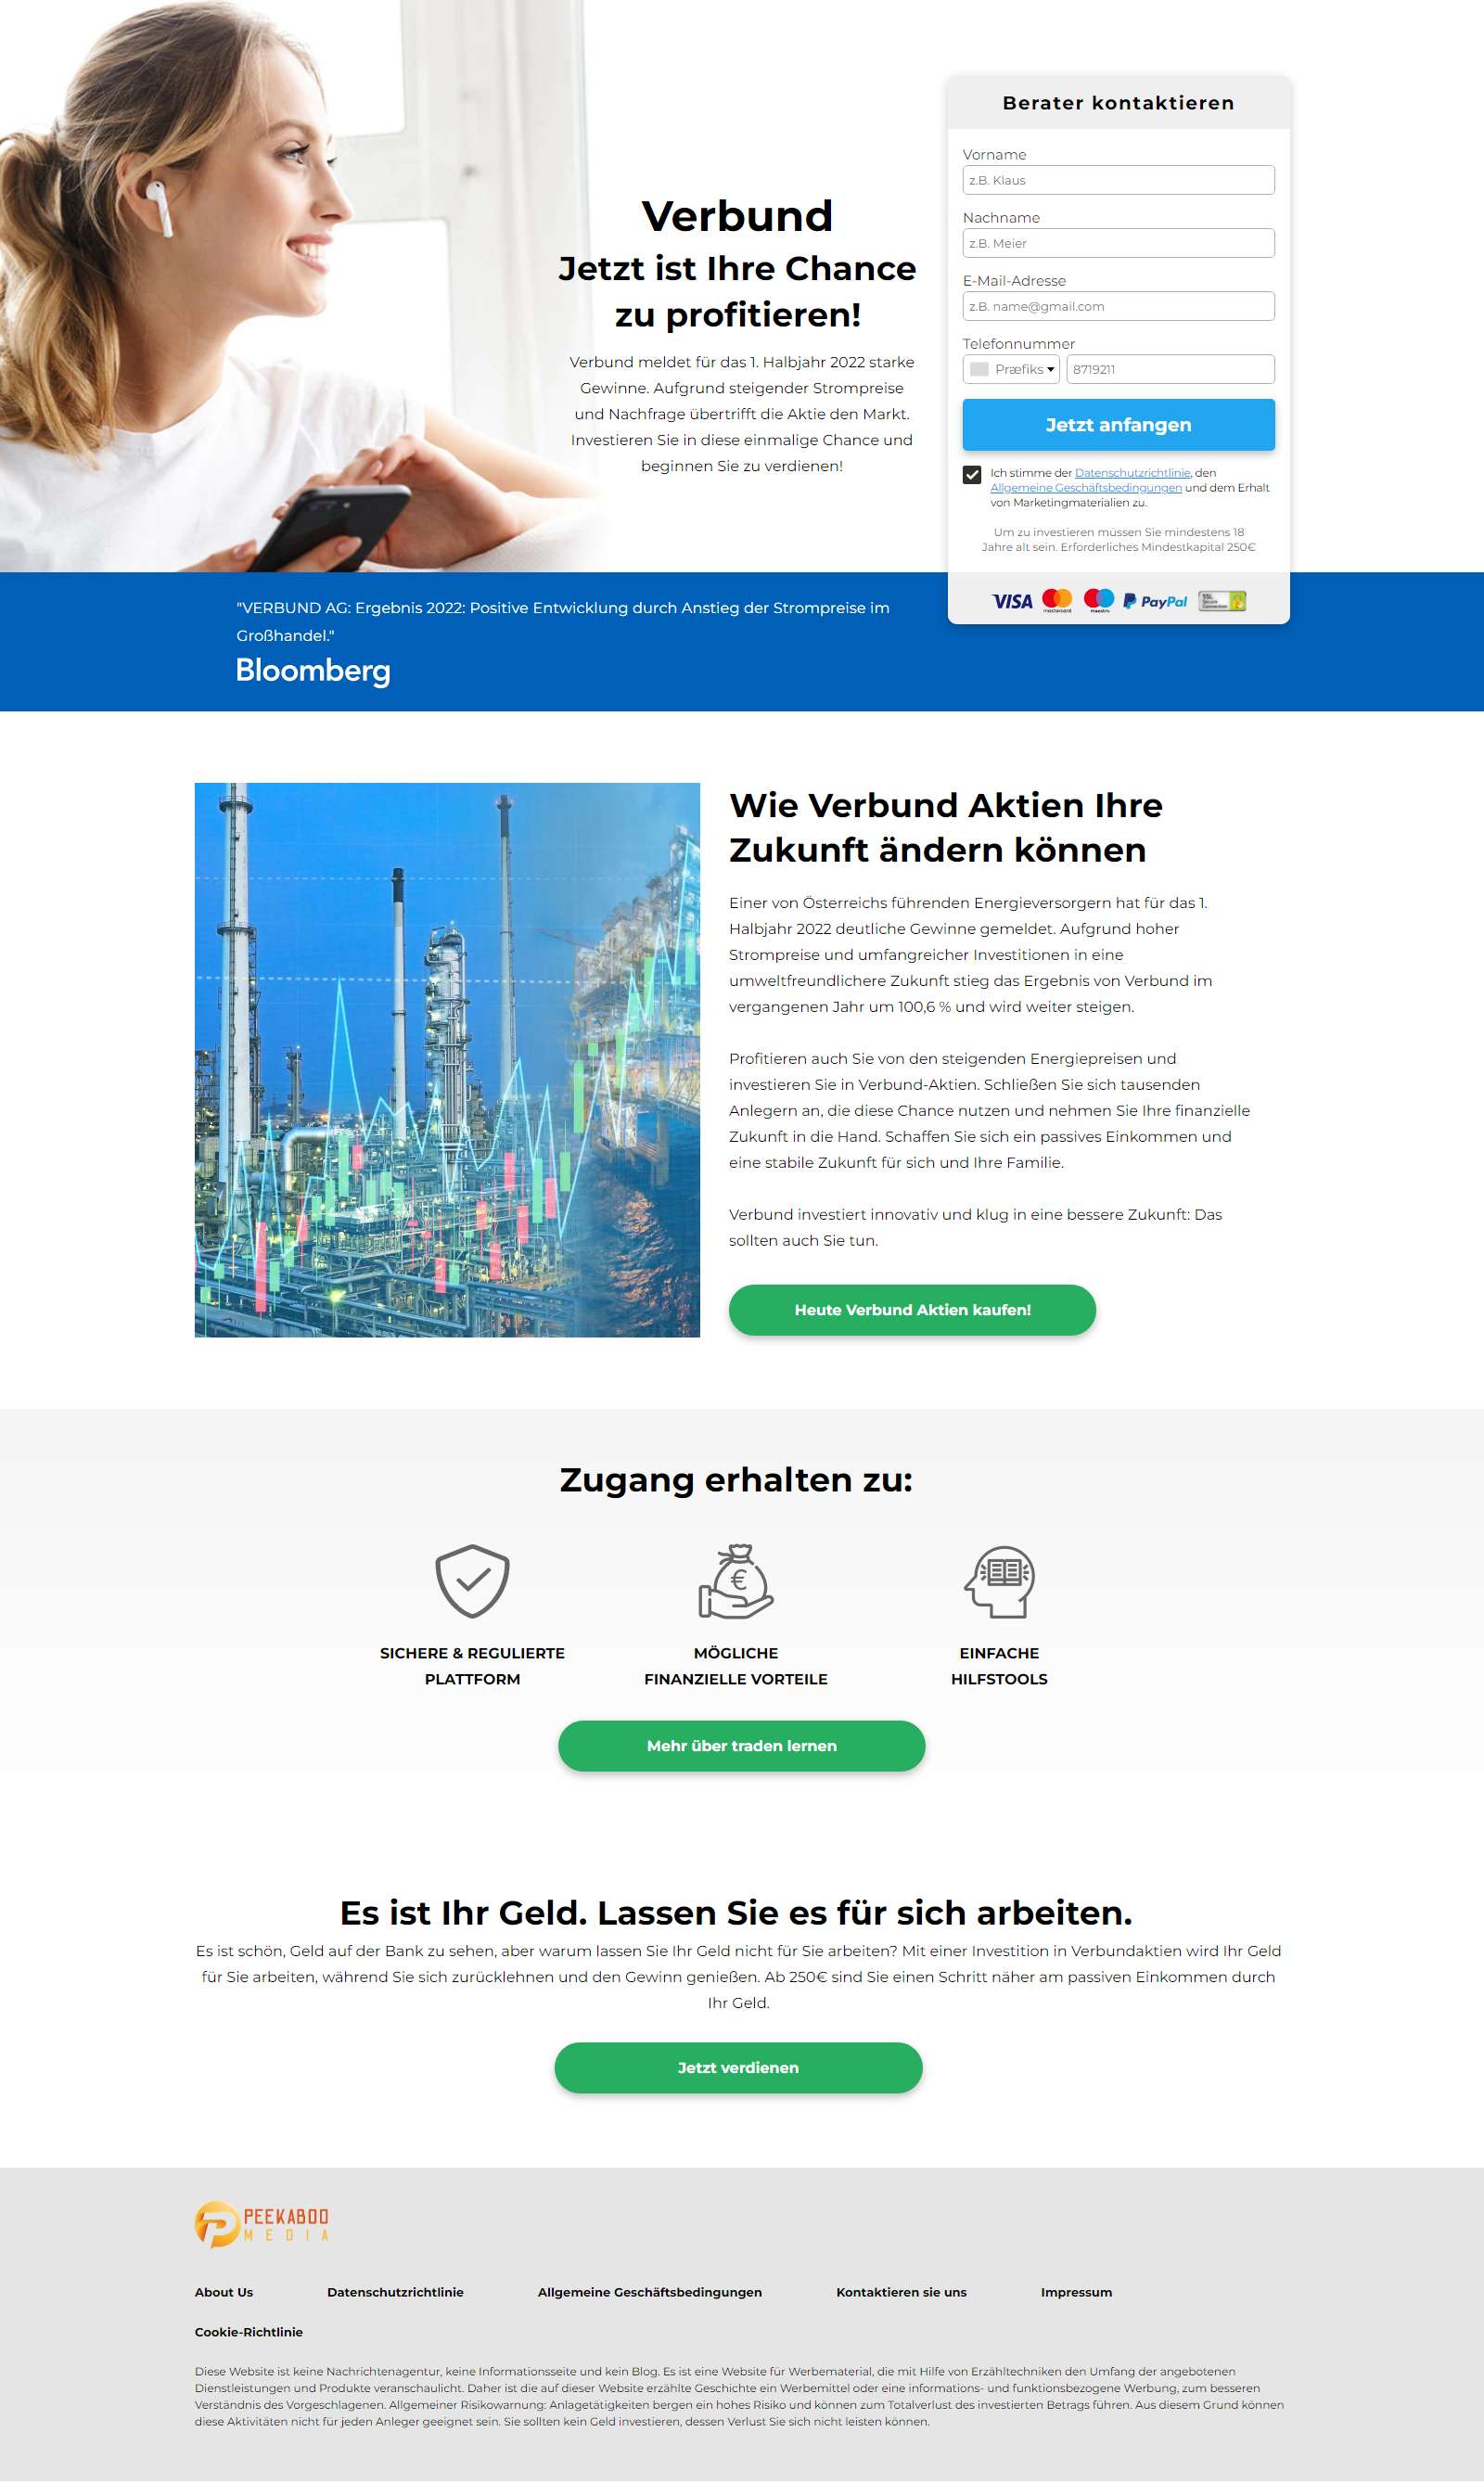 Verbund
Jetzt ist Ihre Chance
zu profitieren!
Verbund meldet für das 1. Halbjahr 2022 starke
Gewinne. Aufgrund steigender Strompreise
und Nachfrage übertrifft die Aktie den Markt.
Investieren Sie in diese einmalige Chance und
beginnen Sie zu verdienen!
Berater kontaktieren
Vorname
z.B. Klaus
Nachname
z.B. Meier
E-Mail-Adresse
z.B. name@gmail.com
Telefonnummer
Præfiks 8719211
Jetzt anfangen
Ich stimme der Datenschutzrichtlinie, den
Allgemeine Geschäftsbedingungen und dem Erhalt
von Marketingmaterialien zu.
Um zu investieren müssen Sie mindestens 18
Jahre alt sein. Erforderliches Mindestkapital 250€
VISA mastercard maestro PayPal SSL Secure Connection
"VERBUND AG: Ergebnis 2022: Positive Entwicklung durch Anstieg der Strompreise im
Großhandel."
Bloomberg
Wie Verbund Aktien Ihre
Zukunft ändern können
Einer von Österreichs führenden Energieversorgern hat für das 1.
Halbjahr 2022 deutliche Gewinne gemeldet. Aufgrund hoher
Strompreise und umfangreicher Investitionen in eine
umweltfreundlichere Zukunft stieg das Ergebnis von Verbund im
vergangenen Jahr um 100,6 % und wird weiter steigen.
Profitieren auch Sie von den steigenden Energiepreisen und
investieren Sie in Verbund-Aktien. Schließen Sie sich tausenden
Anlegern an, die diese Chance nutzen und nehmen Sie Ihre finanzielle
Zukunft in die Hand. Schaffen Sie sich ein passives Einkommen und
eine stabile Zukunft für sich und Ihre Familie.
Verbund investiert innovativ und klug in eine bessere Zukunft: Das
sollten auch Sie tun.
Heute Verbund Aktien kaufen!
Zugang erhalten zu:
SICHERE & REGULIERTE
PLATTFORM
MÖGLICHE
FINANZIELLE VORTEILE
EINFACHE
HILFSTOOLS
Mehr über traden lernen
Es ist Ihr Geld. Lassen Sie es für sich arbeiten.
Es ist schön, Geld auf der Bank zu sehen, aber warum lassen Sie Ihr Geld nicht für Sie arbeiten? Mit einer Investition in Verbundaktien wird Ihr Geld
für Sie arbeiten, während Sie sich zurücklehnen und den Gewinn genießen. Ab 250€ sind Sie einen Schritt näher am passiven Einkommen durch
Ihr Geld.
Jetzt verdienen
PEEKABOO
MEDIA
About Us Datenschutzrichtlinie Allgemeine Geschäftsbedingungen Kontaktieren sie uns Impressum
Cookie-Richtlinie
Diese Website ist keine Nachrichtenagentur, keine Informationsseite und kein Blog. Es ist eine Website für Werbematerial, die mit Hilfe von Erzähltechniken den Umfang der angebotenen
Dienstleistungen und Produkte veranschaulicht. Daher ist die auf dieser Website erzählte Geschichte ein Werbemittel oder eine informations- und funktionsbezogene Werbung, zum besseren
Verständnis des Vorgeschlagenen. Allgemeiner Risikowarnung: Anlagetätigkeiten bergen ein hohes Risiko und können zum Totalverlust des investierten Betrags führen. Aus diesem Grund können
diese Aktivitäten nicht für jeden Anleger geeignet sein. Sie sollten kein Geld investieren, dessen Verlust Sie sich nicht leisten können.